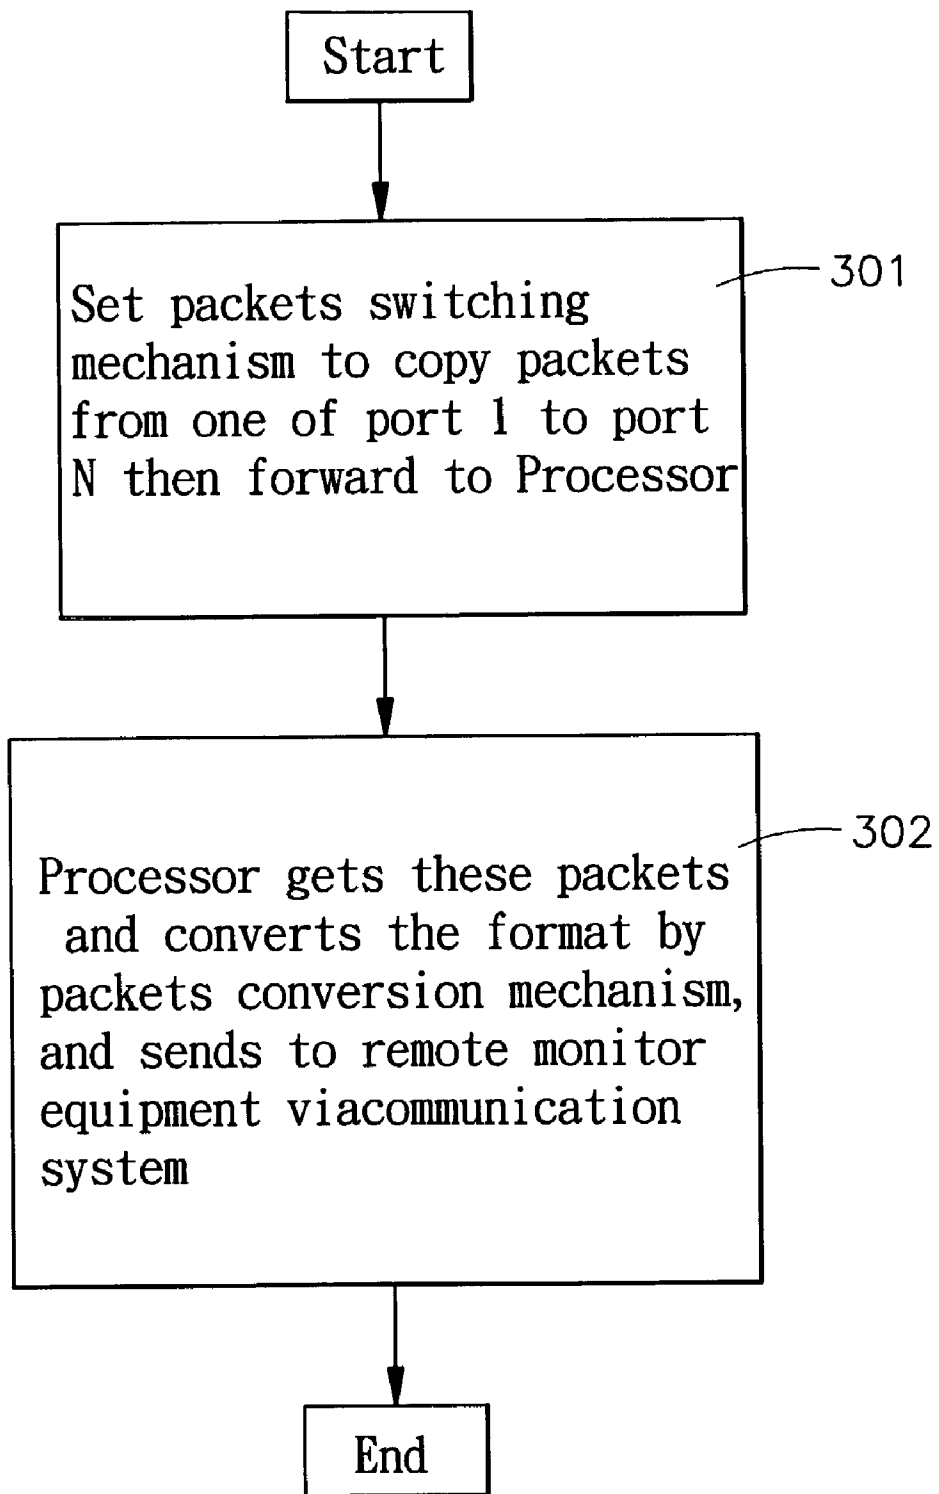 Start
301
Set packets switching
mechanism to copy packets
from one of port 1 to port
N then forward to Processor
302
Processor gets these packets
and converts the format by
packets conversion mechanism,
and sends to remote monitor
equipment viacommunication
system
End